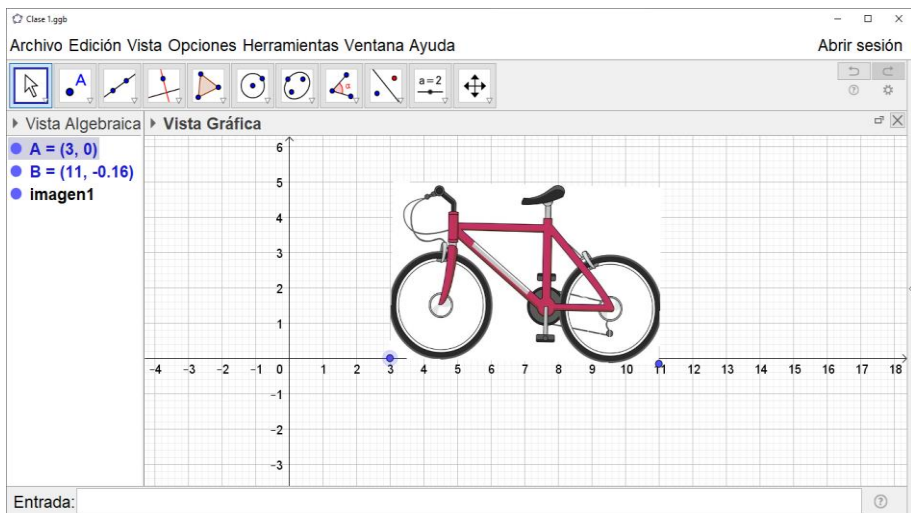 Clase 1.ggb
Archivo Edición Vista Opciones Herramientas Ventana Ayuda
Abrir sesión
A
α
a=2
Vista Algebraica
Vista Gráfica
A = (3, 0)
B = (11, -0.16)
imagen1
6
5
4
3
2
1
-4 -3 -2 -1 0 1 2 3 4 5 6 7 8 9 10 11 12 13 14 15 16 17 18
-1
-2
-3
Entrada: